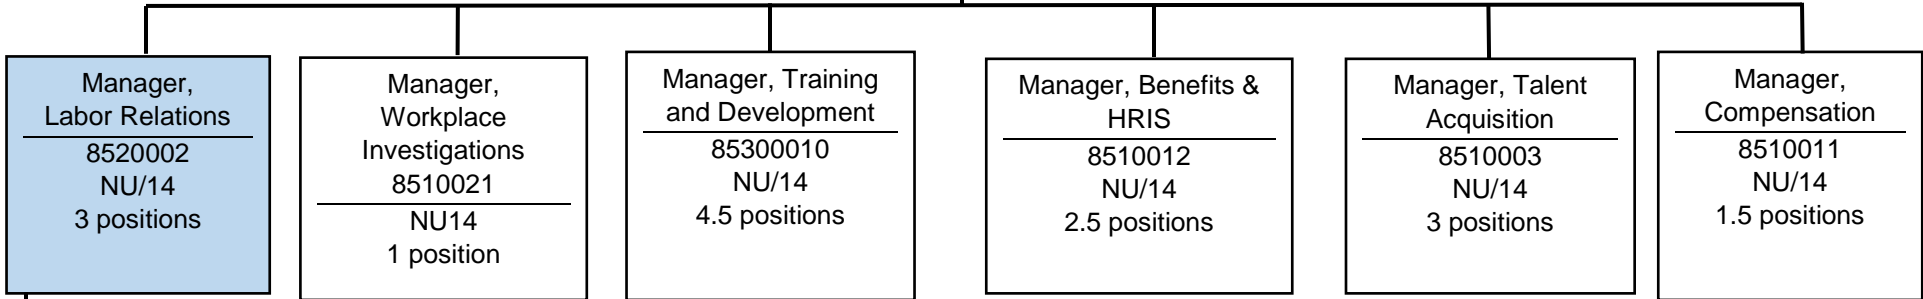 Manager,
Labor Relations
8520002
NU/14
3 positions
Manager,
Workplace
Investigations
8510021
NU14
1 position
Manager, Training
and Development
85300010
NU/14
4.5 positions
Manager, Benefits &
HRIS
8510012
NU/14
2.5 positions
Manager, Talent
Acquisition
8510003
NU/14
3 positions
Manager,
Compensation
8510011
NU/14
1.5 positions